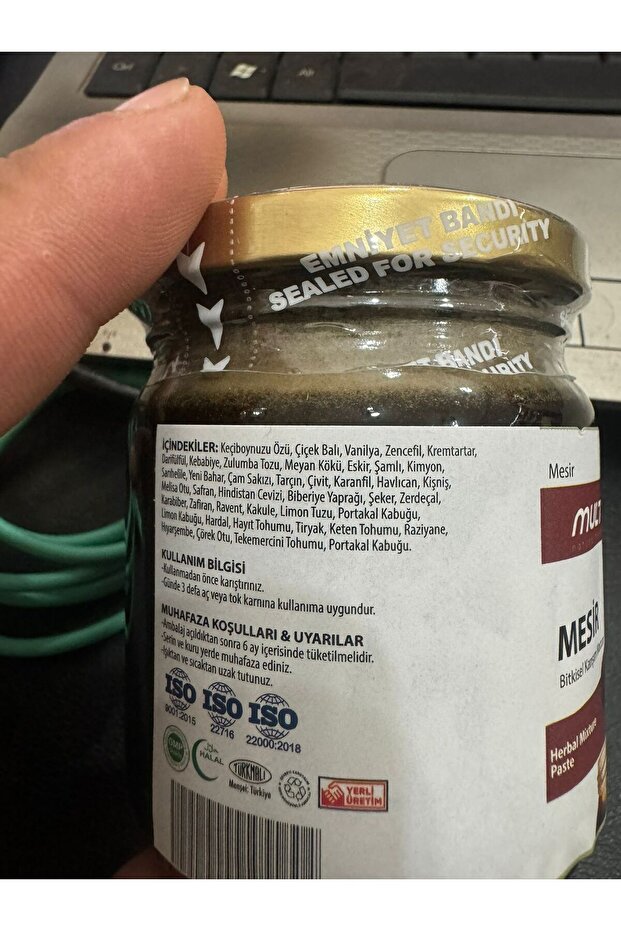 EMNİYET BANDI
SEALED FOR SECURITY
İÇİNDEKİLER: Keçiboynuzu Özü, Çiçek Balı, Vanilya, Zencefil, Kremtartar,
Darifülfül, Kebabiye, Zulumba Tozu, Meyan Kökü, Eskir, Şamlı, Kimyon,
Sarıhelile, Yeni Bahar, Çam Sakızı, Tarçın, Çivit, Karanfil, Havlıcan, Kişniş,
Melisa Otu, Safran, Hindistan Cevizi, Biberiye Yaprağı, Şeker, Zerdeçal,
Karabiber, Zafiran, Ravent, Kakule, Limon Tuzu, Portakal Kabuğu,
Limon Kabuğu, Hardal, Hayıt Tohumu, Tiryak, Keten Tohumu, Raziyane,
Hıyarşembe, Çörek Otu, Tekemercini Tohumu, Portakal Kabuğu.
KULLANIM BİLGİSİ
-Kullanmadan önce karıştırınız.
-Günde 3 defa aç veya tok karnına kullanıma uygundur.
MUHAFAZA KOŞULLARI & UYARILAR
-Ambalaj açıldıktan sonra 6 ay içerisinde tüketilmelidir.
-Serin ve kuru yerde muhafaza ediniz.
-Işıktan ve sıcaktan uzak tutunuz.
ISO ISO ISO
9001:2015 22716 22000:2018
HALAL
TÜRKMALI
Menşei: Türkiye
YERLİ
ÜRETİM
Mesir
MESİR
Bitkisel
Herbal Mixture
Paste